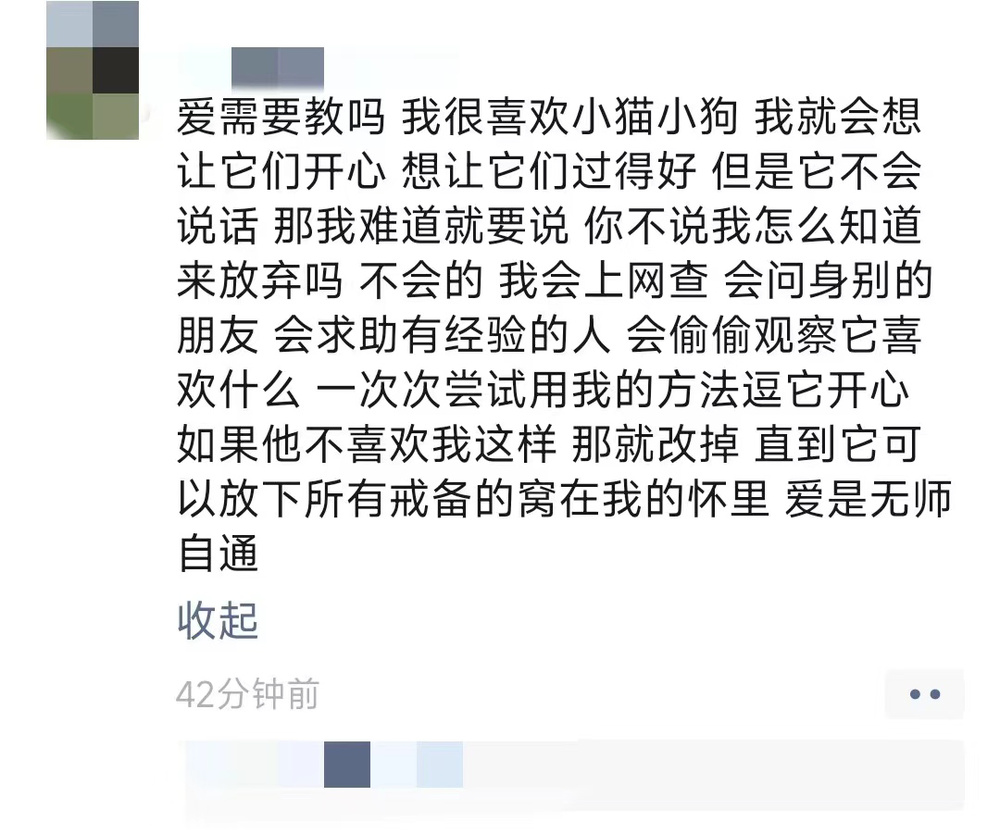 爱需要教吗 我很喜欢小猫小狗 我就会想
让它们开心 想让它们过得好 但是它不会
说话 那我难道就要说 你不说我怎么知道
来放弃吗 不会的 我会上网查 会问身别的
朋友 会求助有经验的人 会偷偷观察它喜
欢什么 一次次尝试用我的方法逗它开心
如果他不喜欢我这样 那就改掉 直到它可
以放下所有戒备的窝在我的怀里 爱是无师
自通
收起
42分钟前